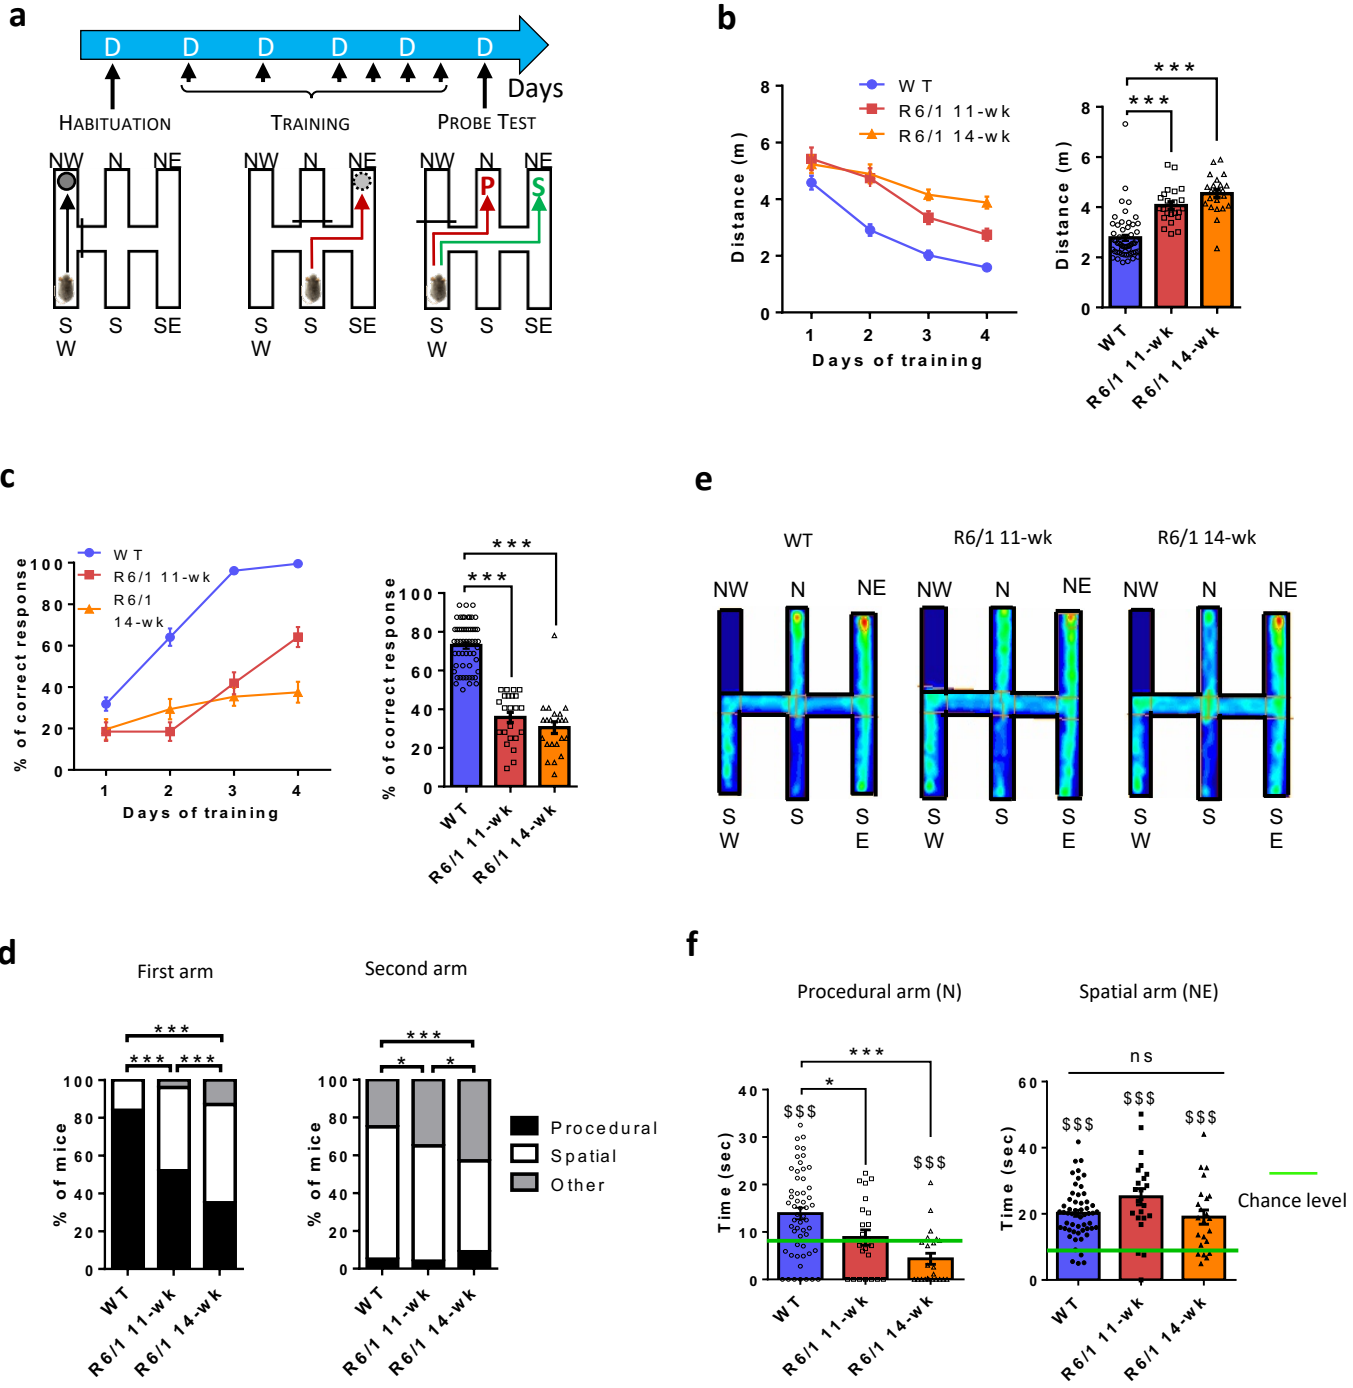 a
D D D D D D
Days
HABITUATION TRAINING PROBE TEST
NW N NE NW N NE NW N NE
P S
S S SE S S SE S S SE
W W W
b
Distance (m)
8
6
4
2
0
WT
R6/1 11-wk
R6/1 14-wk
1 2 3 4
Days of training
Distance (m)
8
6
4
2
0
***
***
WT
R6/1 11-wk
R6/1 14-wk
c
% of correct response
100
80
60
40
20
0
WT
R6/1 11-wk
R6/1
14-wk
1 2 3 4
Days of training
% of correct response
100
80
60
40
20
0
***
***
WT
R6/1 11-wk
R6/1 14-wk
e
WT R6/1 11-wk R6/1 14-wk
NW N NE NW N NE NW N NE
S S S S S S S S S
W E W E W E
d
First arm
***
*** ***
% of mice
100
80
60
40
20
0
WT
R6/1 11-wk
R6/1 14-wk
Second arm
***
* *
% of mice
100
80
60
40
20
0
WT
R6/1 11-wk
R6/1 14-wk
Procedural
Spatial
Other
f
Procedural arm (N)
***
*
Time (sec)
40
30
20
10
0
$$$
$$$
WT
R6/1 11-wk
R6/1 14-wk
Spatial arm (NE)
ns
Time (sec)
60
40
20
0
$$$ $$$ $$$
WT
R6/1 11-wk
R6/1 14-wk
Chance level